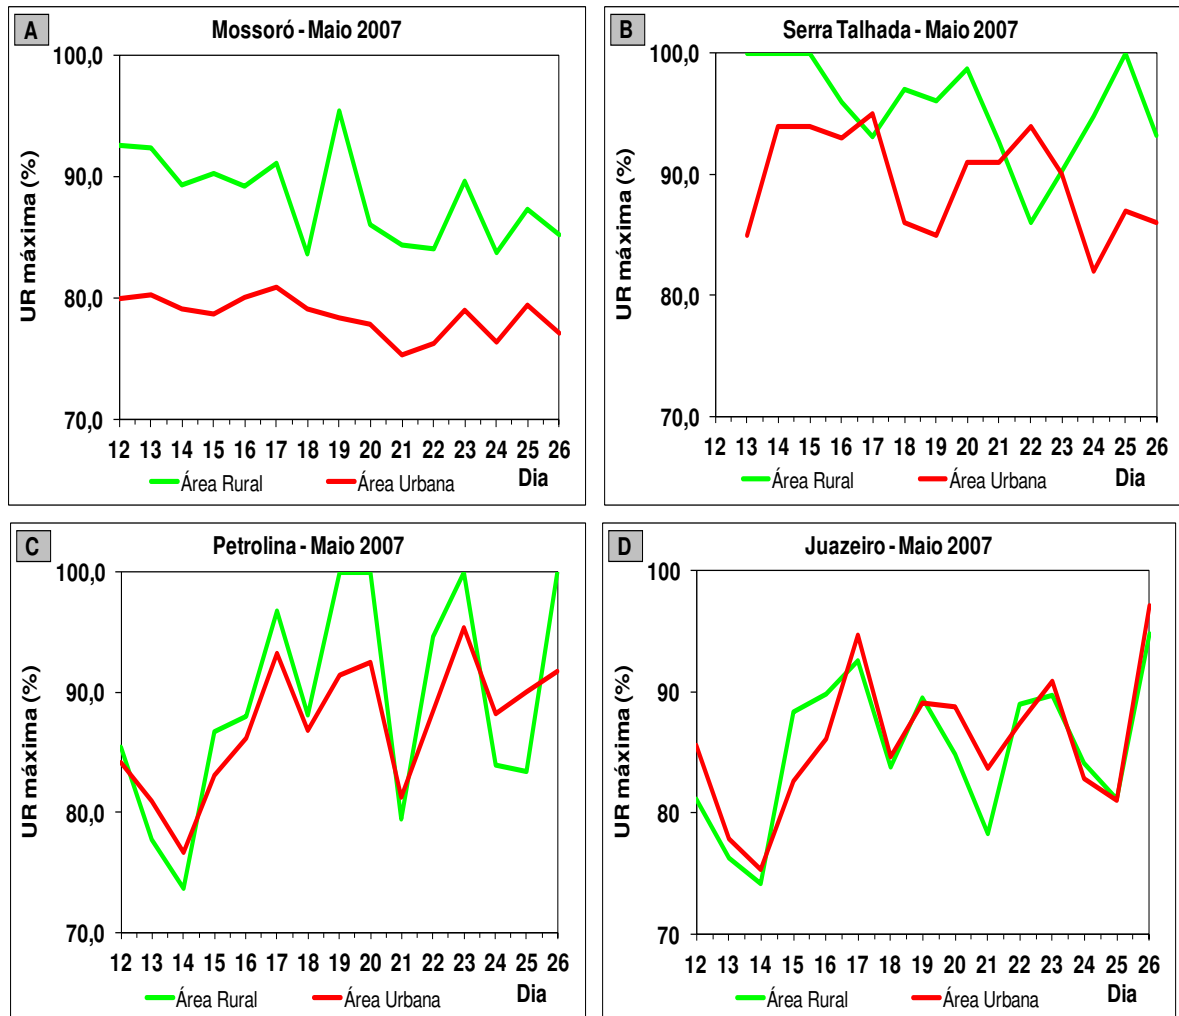 A
Mossoró - Maio 2007
UR máxima (%)
100,0
90,0
80,0
70,0
12 13 14 15 16 17 18 19 20 21 22 23 24 25 26
Área Rural Área Urbana Dia
B
Serra Talhada - Maio 2007
UR máxima (%)
100,0
90,0
80,0
70,0
12 13 14 15 16 17 18 19 20 21 22 23 24 25 26
Área Rural Área Urbana Dia
C
Petrolina - Maio 2007
UR máxima (%)
100,0
90,0
80,0
70,0
12 13 14 15 16 17 18 19 20 21 22 23 24 25 26
Área Rural Área Urbana Dia
D
Juazeiro - Maio 2007
UR máxima (%)
100
90
80
70
12 13 14 15 16 17 18 19 20 21 22 23 24 25 26
Área Rural Área Urbana Dia